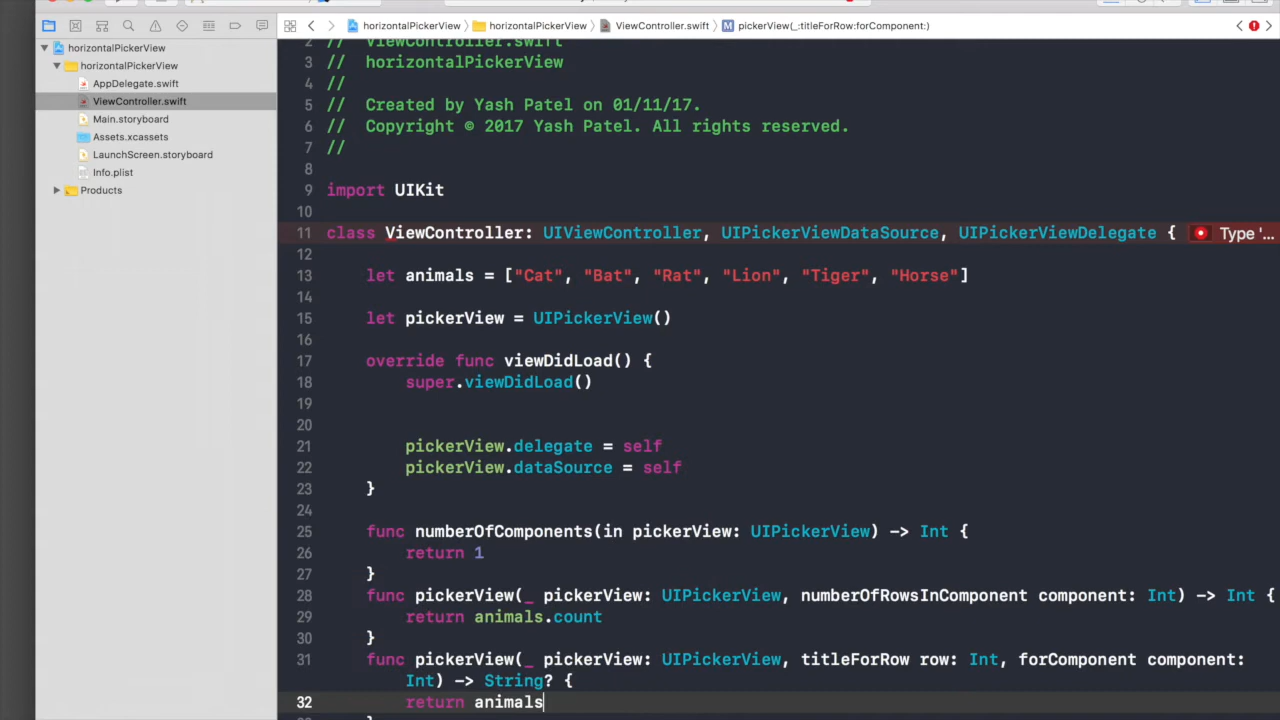 horizontalPickerView
horizontalPickerView
ViewController.swift
pickerView(_:titleForRow:forComponent:)
horizontalPickerView
horizontalPickerView
AppDelegate.swift
ViewController.swift
Main.storyboard
Assets.xcassets
LaunchScreen.storyboard
Info.plist
Products
2 // ViewController.swift
3 // horizontalPickerView
4 //
5 // Created by Yash Patel on 01/11/17.
6 // Copyright © 2017 Yash Patel. All rights reserved.
7 //
8
9 import UIKit
10
11 class ViewController: UIViewController, UIPickerViewDataSource, UIPickerViewDelegate { Type '...
12
13 let animals = ["Cat", "Bat", "Rat", "Lion", "Tiger", "Horse"]
14
15 let pickerView = UIPickerView()
16
17 override func viewDidLoad() {
18 super.viewDidLoad()
19
20
21 pickerView.delegate = self
22 pickerView.dataSource = self
23 }
24
25 func numberOfComponents(in pickerView: UIPickerView) -> Int {
26 return 1
27 }
28 func pickerView(_ pickerView: UIPickerView, numberOfRowsInComponent component: Int) -> Int {
29 return animals.count
30 }
31 func pickerView(_ pickerView: UIPickerView, titleForRow row: Int, forComponent component:
Int) -> String? {
32 return animals